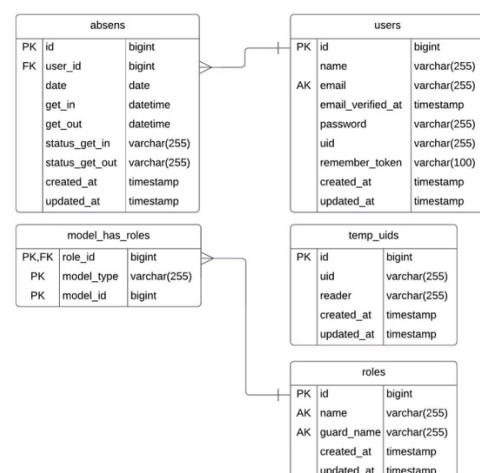 absens
PK id bigint
FK user_id bigint
date date
get_in datetime
get_out datetime
status_get_in varchar(255)
status_get_out varchar(255)
created_at timestamp
updated_at timestamp
users
PK id bigint
name varchar(255)
AK email varchar(255)
email_verified_at timestamp
password varchar(255)
uid varchar(255)
remember_token varchar(100)
created_at timestamp
updated_at timestamp
model_has_roles
PK,FK role_id bigint
PK model_type varchar(255)
PK model_id bigint
temp_uids
PK id bigint
uid varchar(255)
reader varchar(255)
created_at timestamp
updated_at timestamp
roles
PK id bigint
AK name varchar(255)
AK guard_name varchar(255)
created_at timestamp
updated_at timestamp